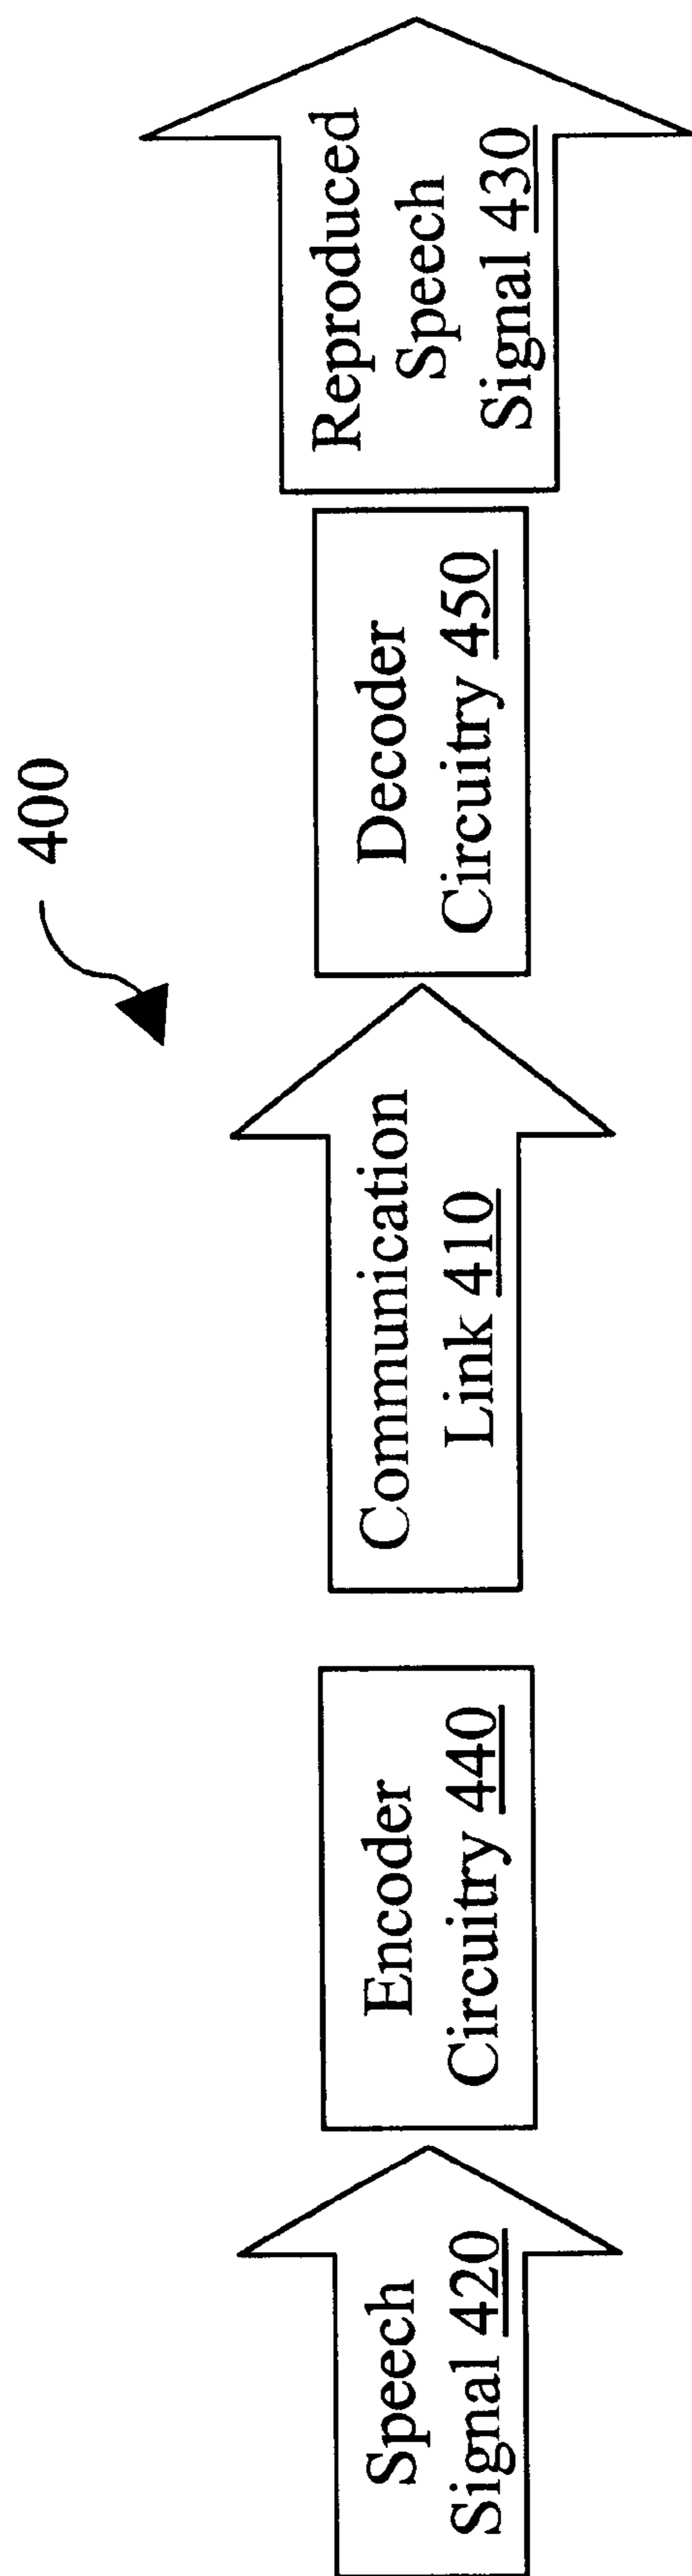 400
Speech
Signal 420
Encoder
Circuitry 440
Communication
Link 410
Decoder
Circuitry 450
Reproduced
Speech
Signal 430